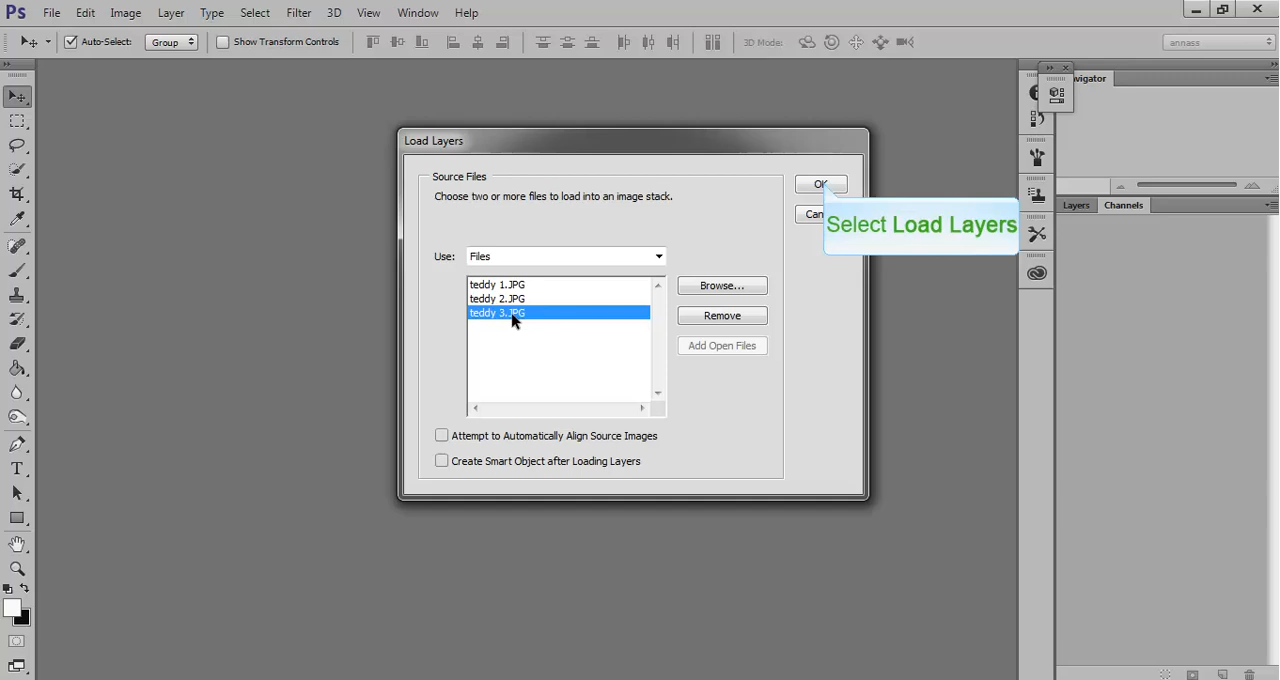 Ps File Edit Image Layer Type Select Filter 3D View Window Help
Auto-Select: Group Show Transform Controls 3D Mode: annass
Navigator
Load Layers
Source Files
Choose two or more files to load into an image stack.
OK
Select Load Layers
Layers Channels
Use: Files
teddy 1.JPG
teddy 2.JPG
teddy 3.JPG
Browse...
Remove
Add Open Files
Attempt to Automatically Align Source Images
Create Smart Object after Loading Layers
T